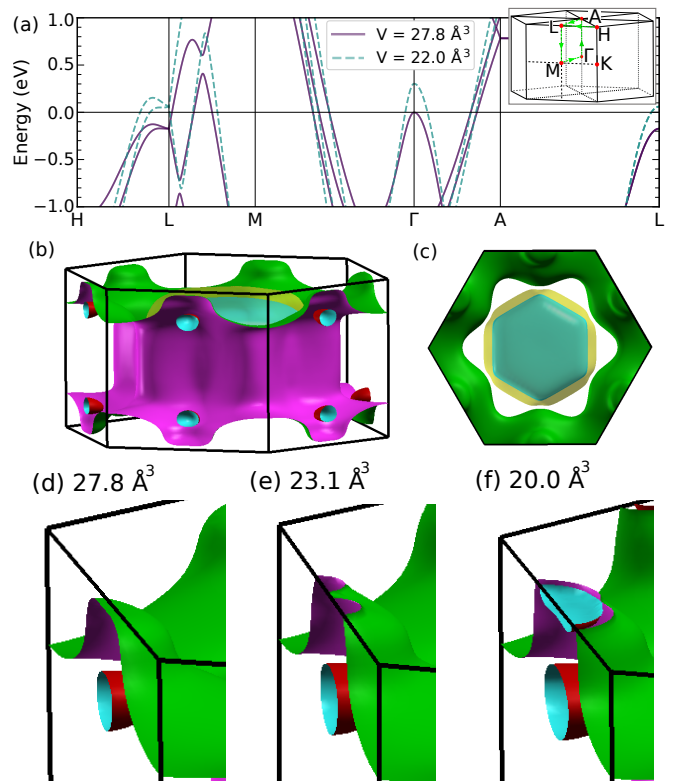 (a)
1.0
0.5
0.0
−0.5
−1.0
Energy (eV)
V = 27.8 Å³
V = 22.0 Å³
H
L
M
Γ
A
L
L
A
H
Γ
M
K
(b)
(c)
(d) 27.8 Å³
(e) 23.1 Å³
(f) 20.0 Å³